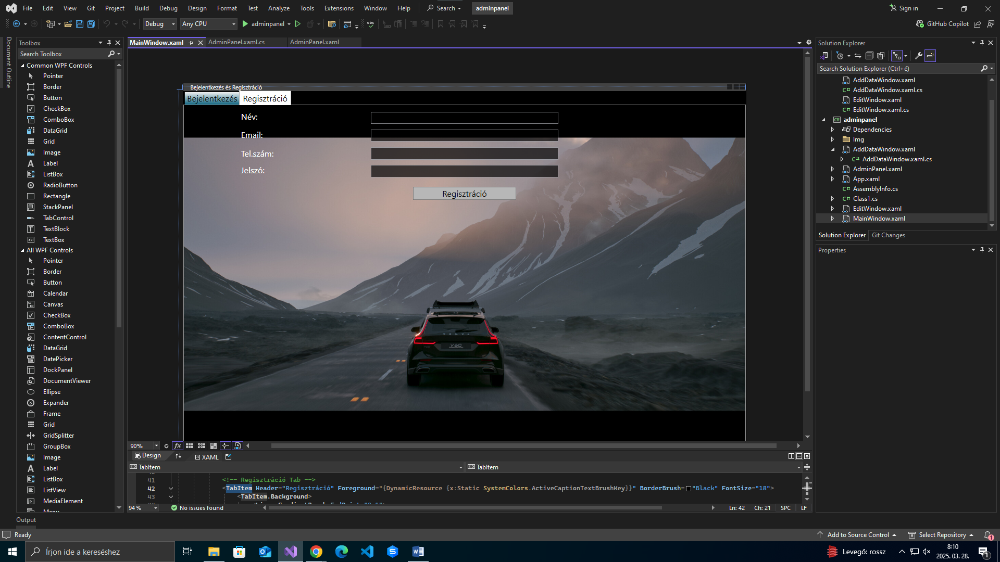 File Edit View Git Project Build Debug Design Format Test Analyze Tools Extensions Window Help Search adminpanel Sign in
Debug Any CPU adminpanel GitHub Copilot
Document Outline
Toolbox
Search Toolbox
Common WPF Controls
Pointer
Border
Button
CheckBox
ComboBox
DataGrid
Grid
Image
Label
ListBox
RadioButton
Rectangle
StackPanel
TabControl
TextBlock
TextBox
All WPF Controls
Pointer
Border
Button
Calendar
Canvas
CheckBox
ComboBox
ContentControl
DataGrid
DatePicker
DockPanel
DocumentViewer
Ellipse
Expander
Frame
Grid
GridSplitter
GroupBox
Image
Label
ListBox
ListView
MediaElement
Menu
MainWindow.xaml AdminPanel.xaml.cs AdminPanel.xaml
Bejelentkezés és Regisztráció
Bejelentkezés Regisztráció
Név:
Email:
Tel.szám:
Jelszó:
Regisztráció
VOLVO
V60
90%
Design XAML
TabItem TabItem
41 <!-- Regisztráció Tab -->
42 <TabItem Header="Regisztráció" Foreground="{DynamicResource {x:Static SystemColors.ActiveCaptionTextBrushKey}}" BorderBrush="Black" FontSize="18">
43 <TabItem.Background>
94 % No issues found Ln: 42 Ch: 21 SPC LF
Solution Explorer
Search Solution Explorer (Ctrl+é)
AddDataWindow.xaml
AddDataWindow.xaml.cs
EditWindow.xaml
EditWindow.xaml.cs
adminpanel
Dependencies
Img
AddDataWindow.xaml
AddDataWindow.xaml.cs
AdminPanel.xaml
App.xaml
AssemblyInfo.cs
Class1.cs
EditWindow.xaml
MainWindow.xaml
Solution Explorer Git Changes
Properties
Output
Ready Add to Source Control Select Repository 1
Írjon ide a kereséshez Levegő: rossz 8:10
2025. 03. 28. 1